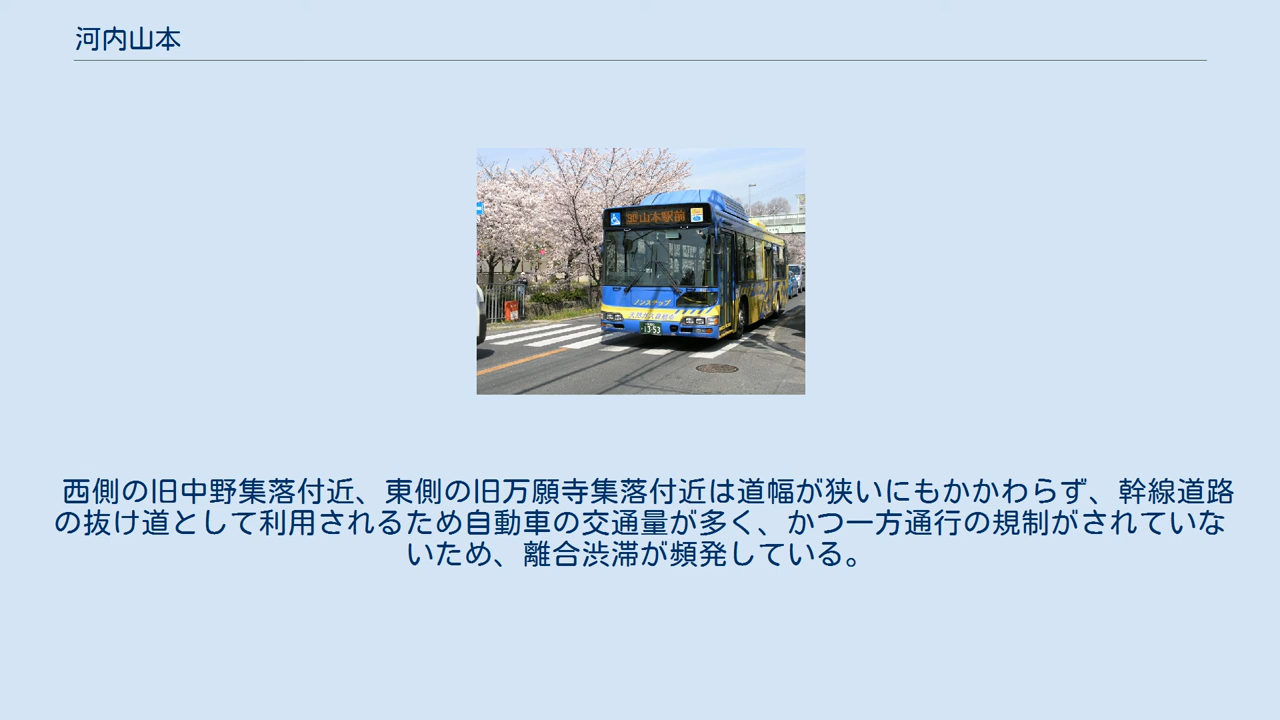 河内山本
山本駅前
ノンステップ
13-53
西側の旧中野集落付近、東側の旧万願寺集落付近は道幅が狭いにもかかわらず、幹線道路
の抜け道として利用されるため自動車の交通量が多く、かつ一方通行の規制がされていな
いため、離合渋滞が頻発している。